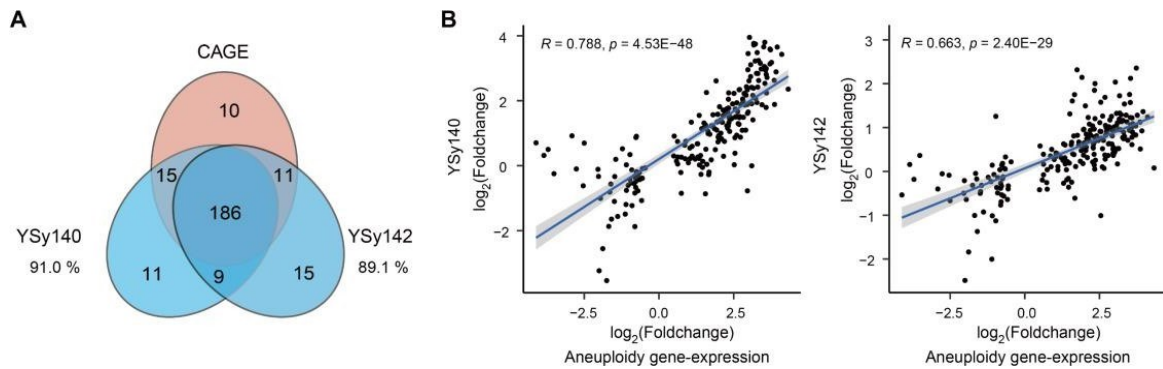 A
CAGE
10
15
11
186
YSy140
91.0 %
YSy142
89.1 %
11
9
15
B
R = 0.788, p = 4.53E−48
YSy140
log2(Foldchange)
4
2
0
−2
−2.5
0.0
2.5
log2(Foldchange)
Aneuploidy gene-expression
R = 0.663, p = 2.40E−29
YSy142
log2(Foldchange)
3
2
1
0
−1
−2
−2.5
0.0
2.5
log2(Foldchange)
Aneuploidy gene-expression